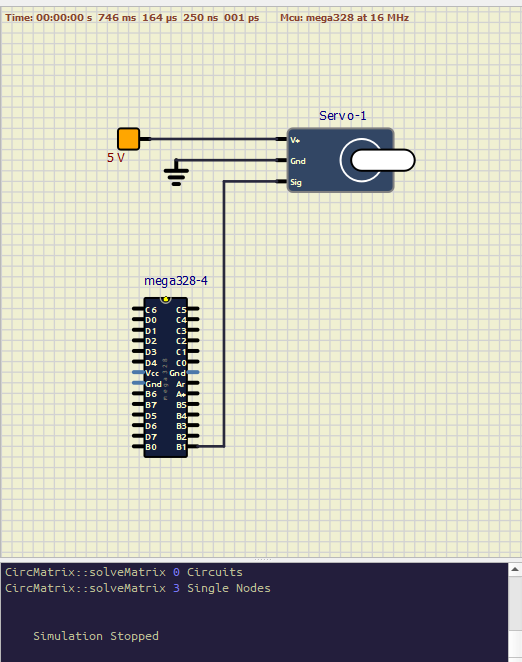 Time: 00:00:00 s 746 ms 164 µs 250 ns 001 ps Mcu: mega328 at 16 MHz
Servo-1
V+
5 V
Gnd
Sig
mega328-4
C6 C5
D0 C4
D1 C3
D2 C2
D3 C1
D4 C0
Vcc Gnd
Gnd Ar
B6 A+
B7 B5
D5 B4
D6 B3
D7 B2
B0 B1
mega328
CircMatrix::solveMatrix 0 Circuits
CircMatrix::solveMatrix 3 Single Nodes
Simulation Stopped